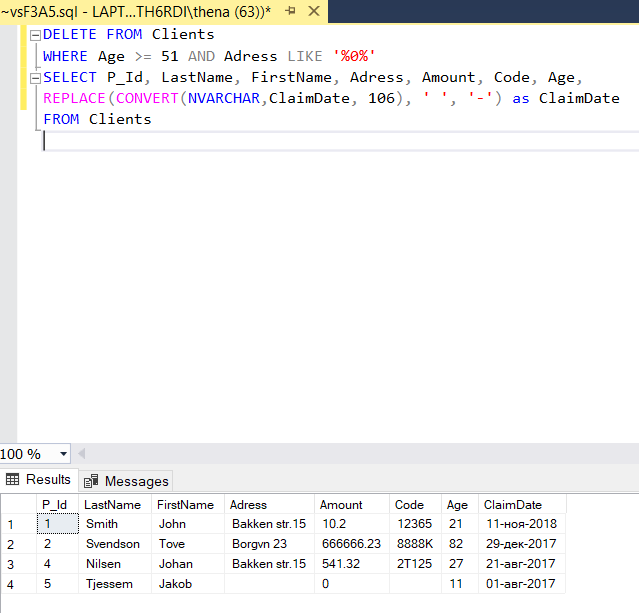 ~vsF3A5.sql - LAPT...TH6RDI\thena (63))*
DELETE FROM Clients
WHERE Age >= 51 AND Adress LIKE '%0%'
SELECT P_Id, LastName, FirstName, Adress, Amount, Code, Age,
REPLACE(CONVERT(NVARCHAR,ClaimDate, 106), ' ', '-') as ClaimDate
FROM Clients
100 %
Results Messages
P_Id LastName FirstName Adress Amount Code Age ClaimDate
1 1 Smith John Bakken str.15 10.2 12365 21 11-ноя-2018
2 2 Svendson Tove Borgvn 23 666666.23 8888K 82 29-дек-2017
3 4 Nilsen Johan Bakken str.15 541.32 2T125 27 21-авг-2017
4 5 Tjessem Jakob 0 11 01-авг-2017